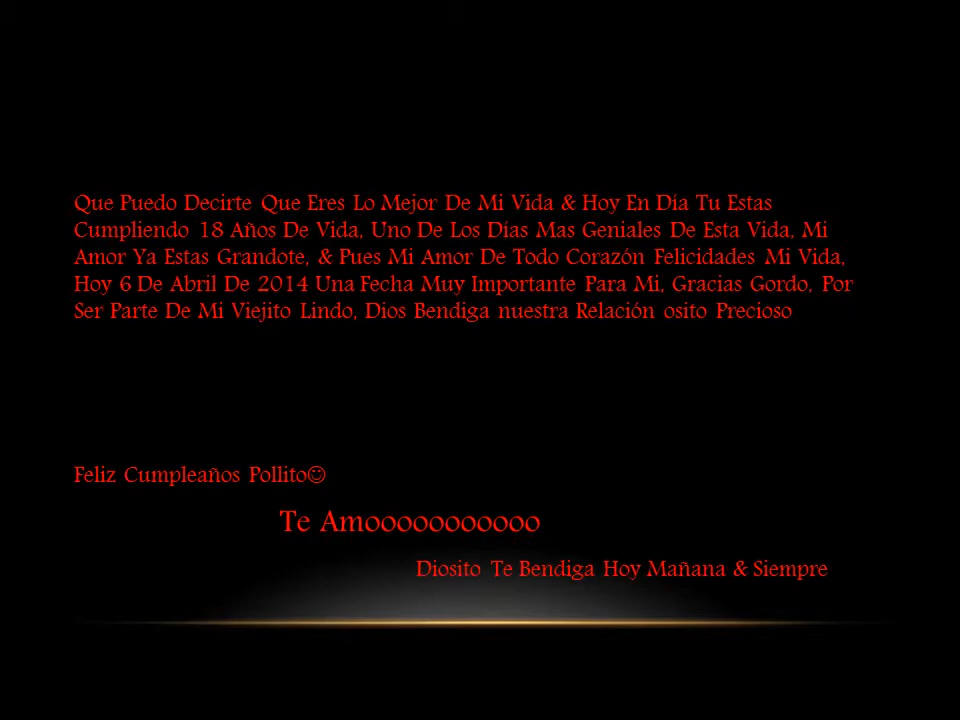 Que Puedo Decirte Que Eres Lo Mejor De Mi Vida & Hoy En Día Tu Estas
Cumpliendo 18 Años De Vida, Uno De Los Días Mas Geniales De Esta Vida, Mi
Amor Ya Estas Grandote, & Pues Mi Amor De Todo Corazón Felicidades Mi Vida,
Hoy 6 De Abril De 2014 Una Fecha Muy Importante Para Mi, Gracias Gordo, Por
Ser Parte De Mi Viejito Lindo, Dios Bendiga nuestra Relación osito Precioso
Feliz Cumpleaños Pollito☺
Te Amooooooooooo
Diosito Te Bendiga Hoy Mañana & Siempre